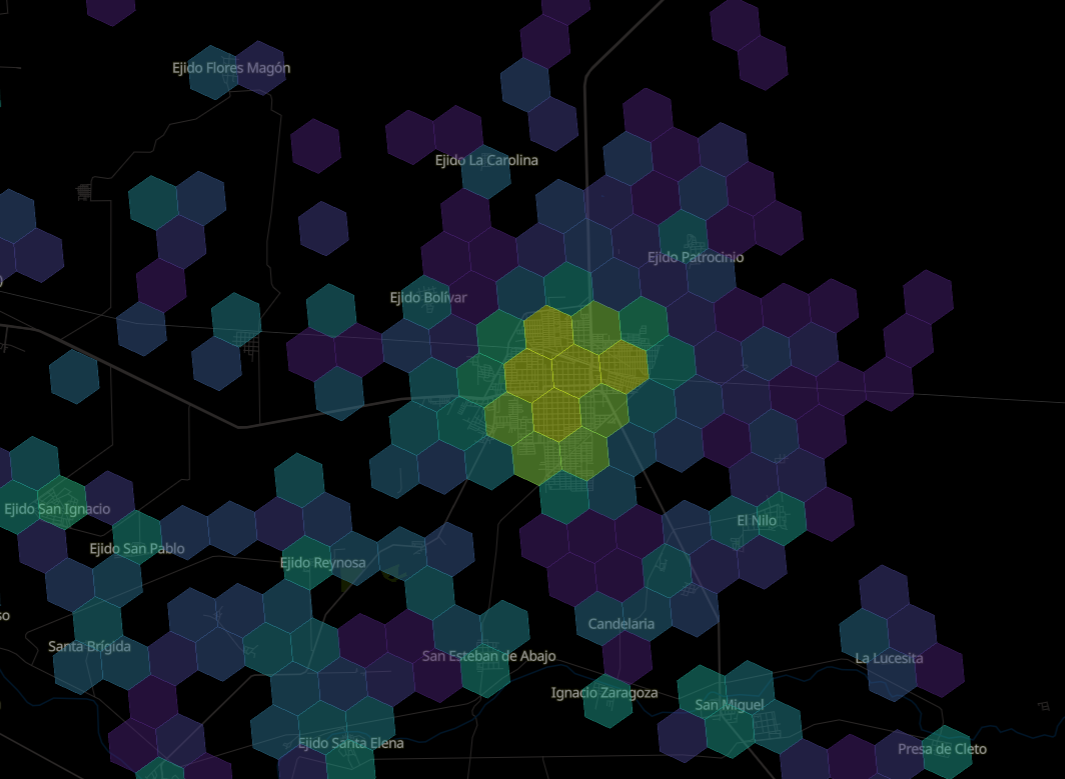 Ejido Flores Magón
Ejido La Carolina
Ejido Patrocinio
)
Ejido Bolívar
Ejido San Ignacio
El Nilo
Ejido San Pablo
Ejido Reynosa
so
Candelaria
Santa Brígida
San Esteban de Abajo
La Lucesita
Ignacio Zaragoza
San Miguel
Ejido Santa Elena
Presa de Cleto